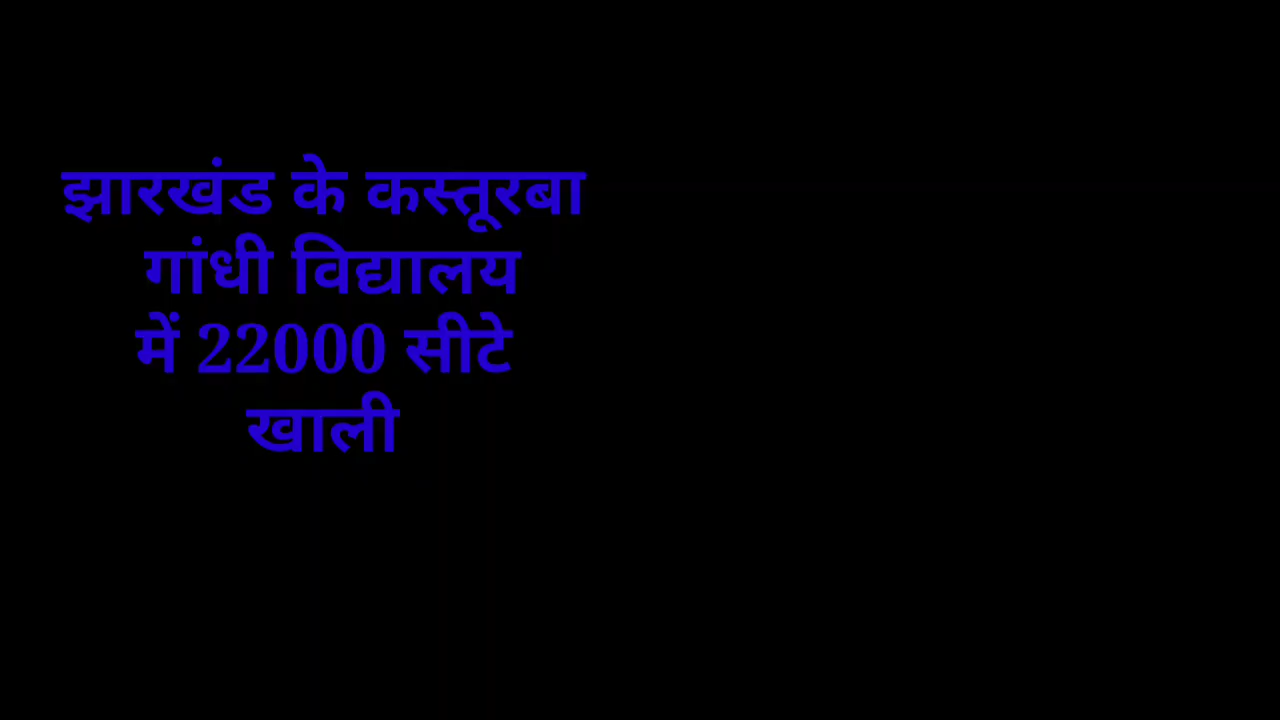 झारखंड के कस्तूरबा
गांधी विद्यालय
में 22000 सीटे
खाली